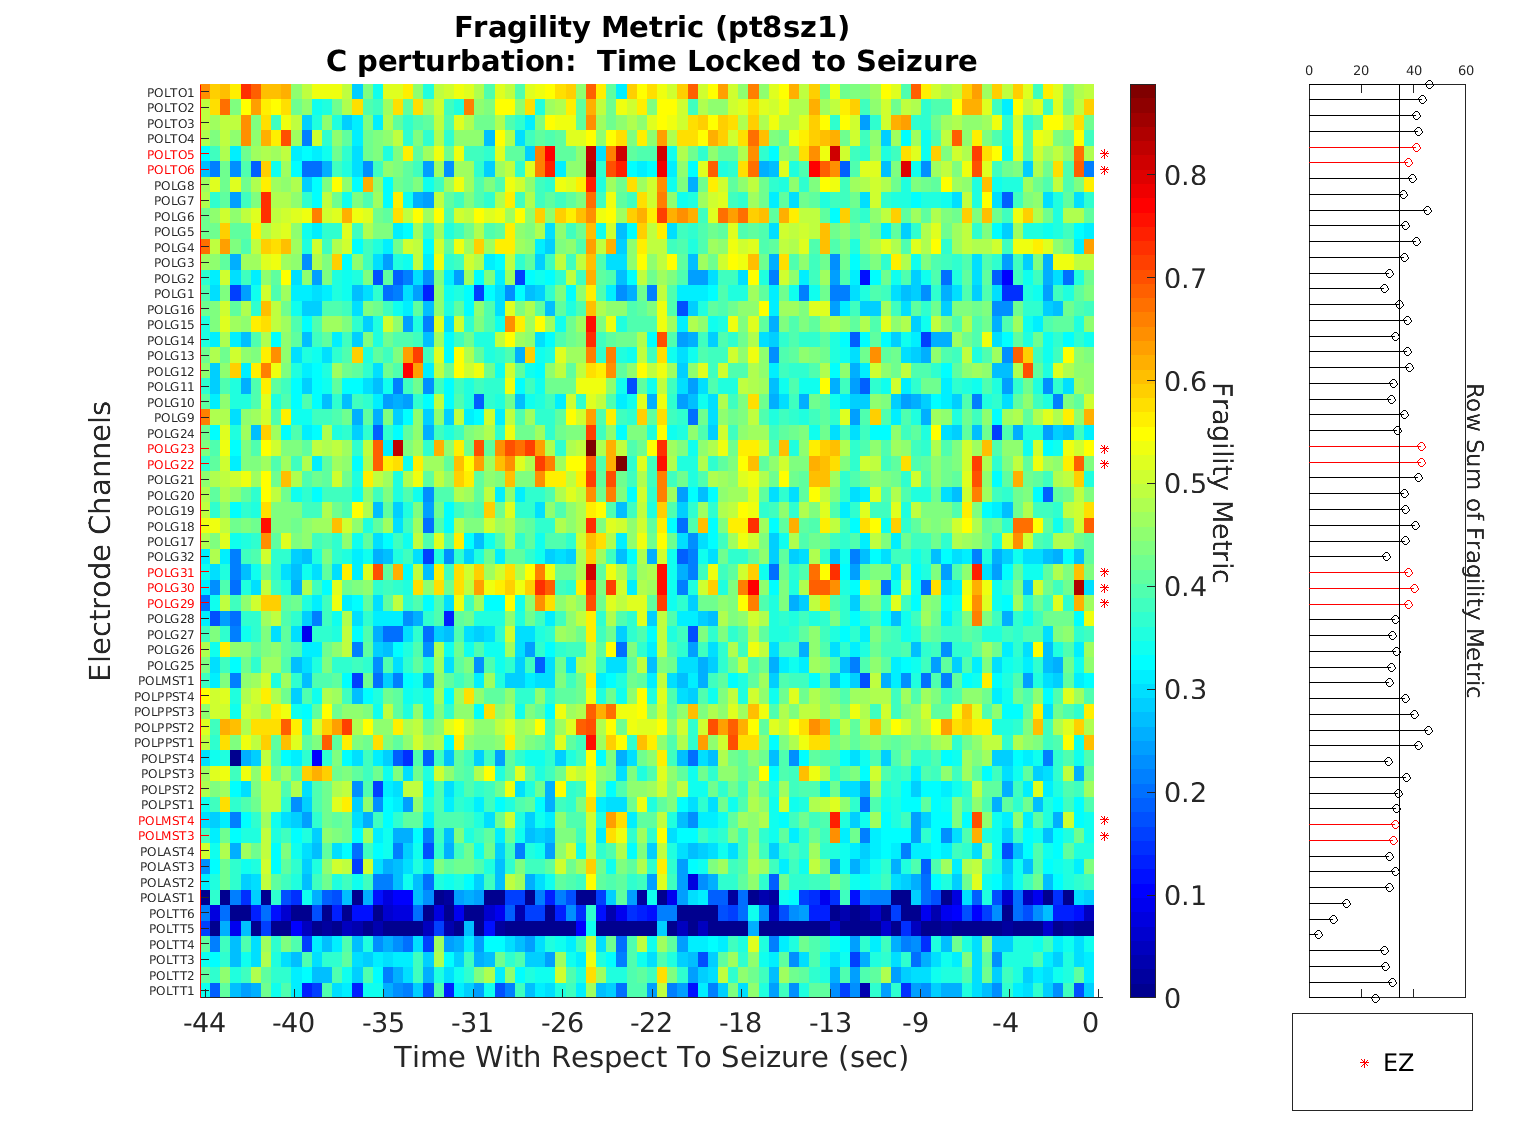 Fragility Metric (pt8sz1)
C perturbation:  Time Locked to Seizure
Electrode Channels
POLTO1
POLTO2
POLTO3
POLTO4
POLTO5
POLTO6
POLG8
POLG7
POLG6
POLG5
POLG4
POLG3
POLG2
POLG1
POLG16
POLG15
POLG14
POLG13
POLG12
POLG11
POLG10
POLG9
POLG24
POLG23
POLG22
POLG21
POLG20
POLG19
POLG18
POLG17
POLG32
POLG31
POLG30
POLG29
POLG28
POLG27
POLG26
POLG25
POLMST1
POLPPST4
POLPPST3
POLPPST2
POLPPST1
POLPST4
POLPST3
POLPST2
POLPST1
POLMST4
POLMST3
POLAST4
POLAST3
POLAST2
POLAST1
POLTT6
POLTT5
POLTT4
POLTT3
POLTT2
POLTT1
-44 -40 -35 -31 -26 -22 -18 -13 -9 -4 0
Time With Respect To Seizure (sec)
0.8
0.7
0.6
0.5
0.4
0.3
0.2
0.1
0
Fragility Metric
0 20 40 60
Row Sum of Fragility Metric
EZ